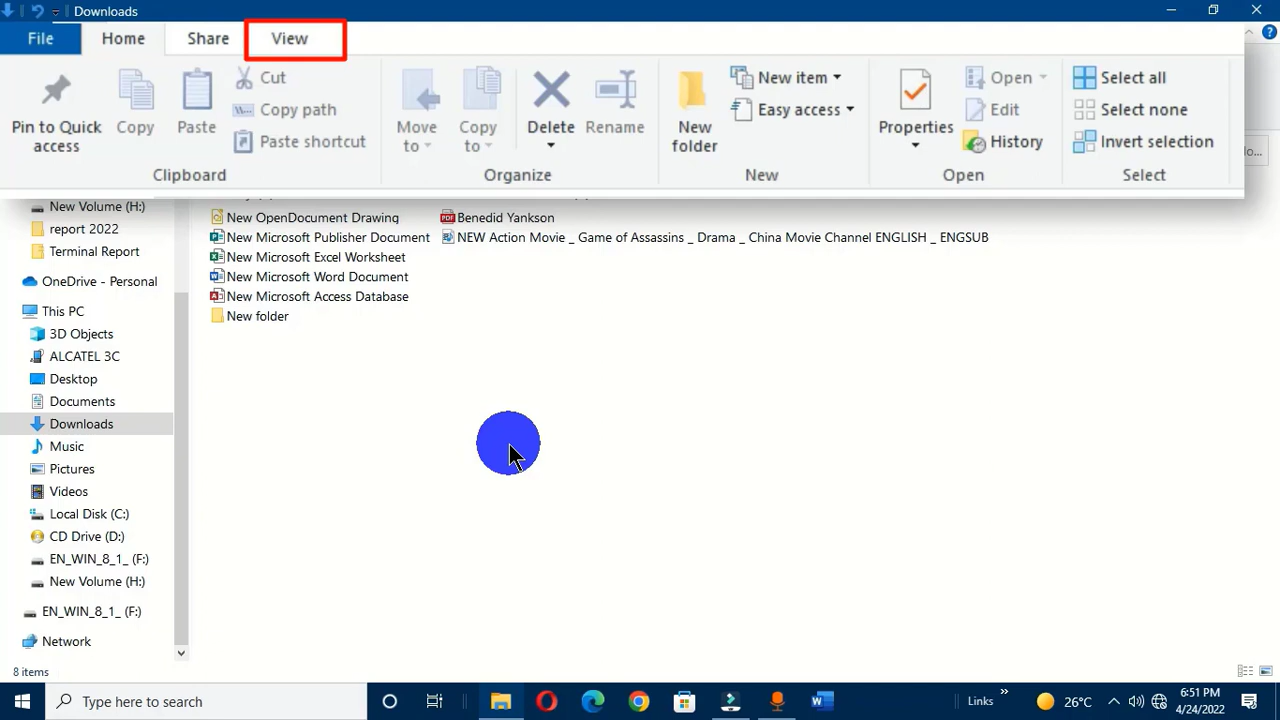 Downloads
File
Home
Share
View
Pin to Quick
access
Copy
Paste
Cut
Copy path
Paste shortcut
Clipboard
Move
to
Copy
to
Delete
Rename
Organize
New
folder
New item
Easy access
New
Properties
Open
Edit
History
Open
Select all
Select none
Invert selection
Select
lo...
New Volume (H:)
report 2022
Terminal Report
OneDrive - Personal
This PC
3D Objects
ALCATEL 3C
Desktop
Documents
Downloads
Music
Pictures
Videos
Local Disk (C:)
CD Drive (D:)
EN_WIN_8_1_ (F:)
New Volume (H:)
EN_WIN_8_1_ (F:)
Network
New OpenDocument Drawing
New Microsoft Publisher Document
New Microsoft Excel Worksheet
New Microsoft Word Document
New Microsoft Access Database
New folder
Benedid Yankson
NEW Action Movie _ Game of Assassins _ Drama _ China Movie Channel ENGLISH _ ENGSUB
8 items
Type here to search
Links
26°C
6:51 PM
4/24/2022